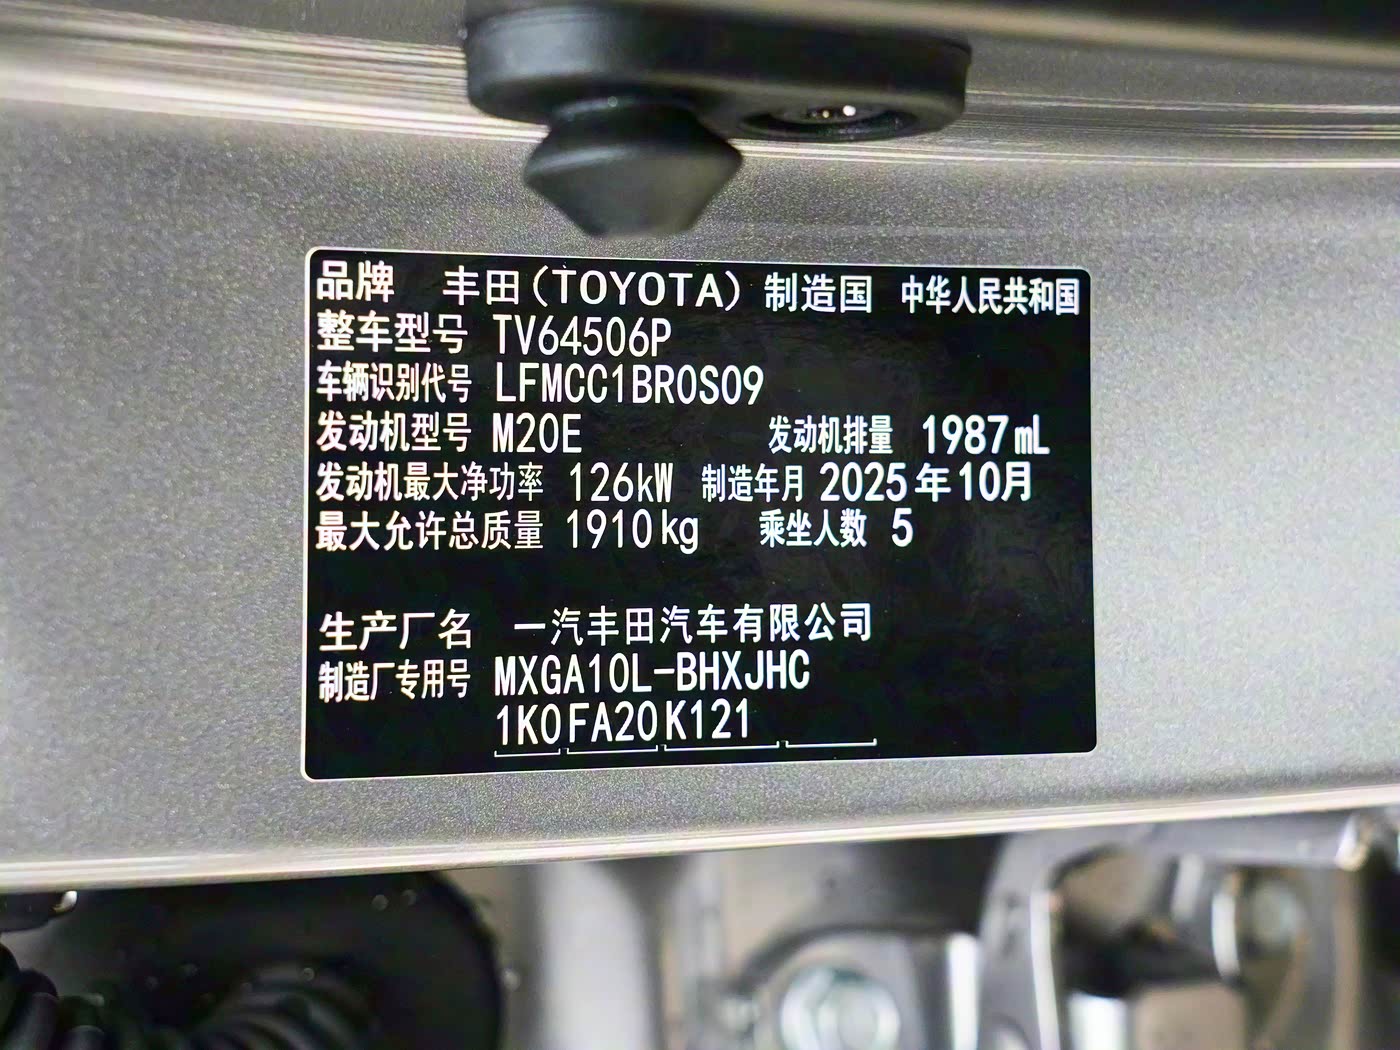 品牌 丰田(TOYOTA) 制造国 中华人民共和国
整车型号 TV64506P
车辆识别代号 LFMCC1BR0S09
发动机型号 M20E 发动机排量 1987mL
发动机最大净功率 126kW 制造年月 2025年10月
最大允许总质量 1910kg 乘坐人数 5
生产厂名 一汽丰田汽车有限公司
制造厂专用号 MXGA10L-BHXJHC
1K0FA20K121